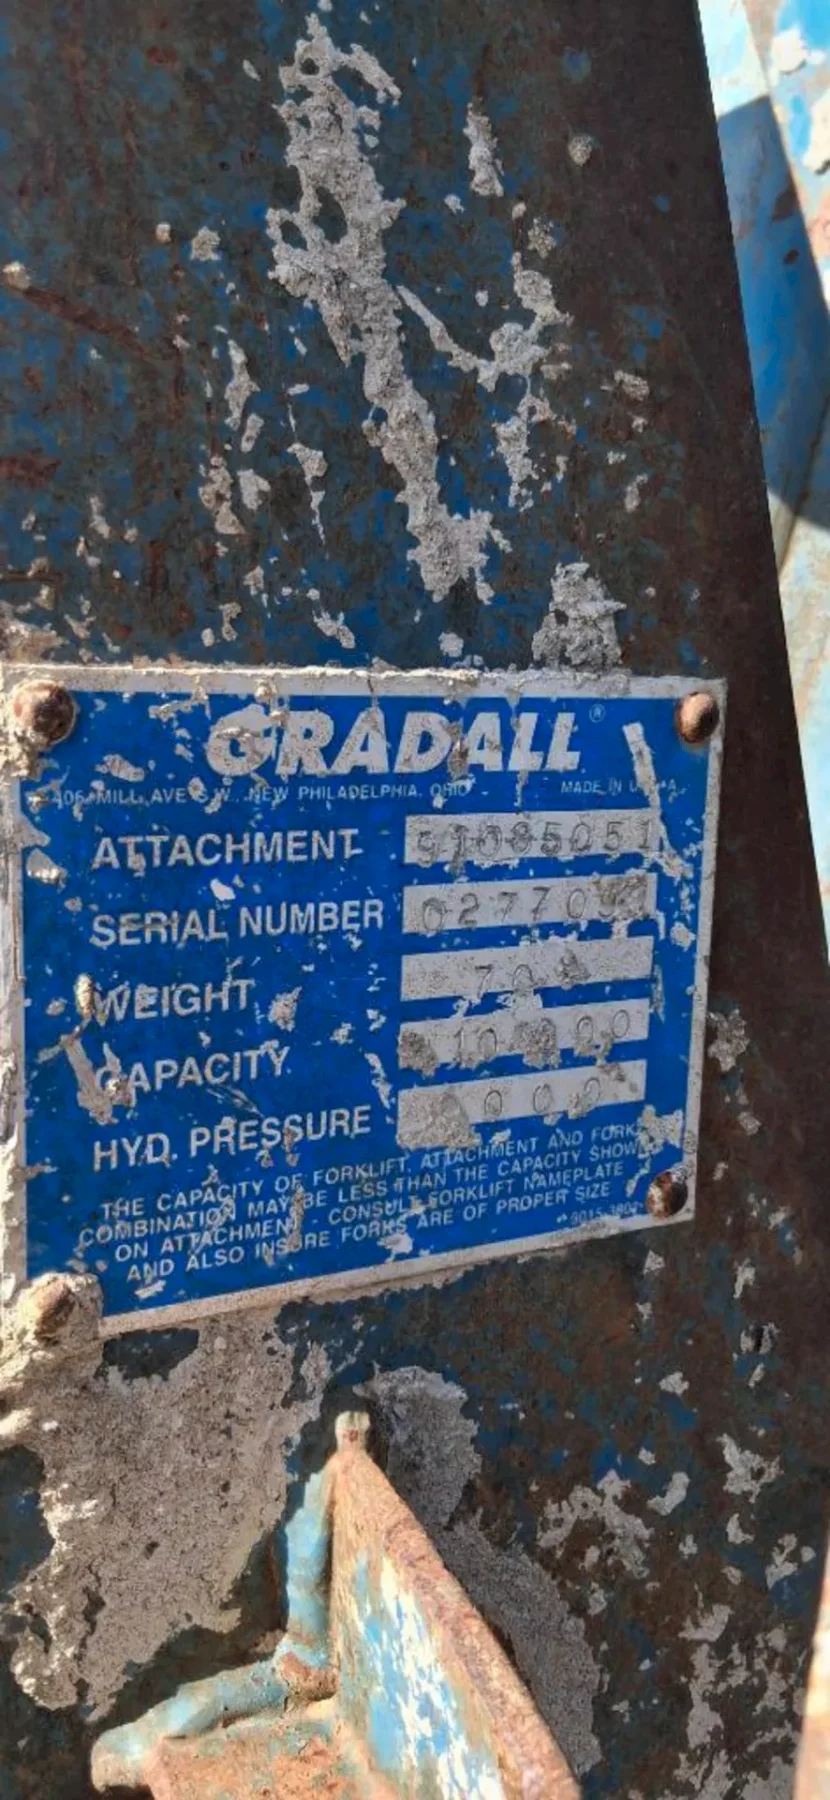 GRADALL ®
406 MILL AVE S.W., NEW PHILADELPHIA, OHIO MADE IN U.S.A.
ATTACHMENT 91085051
SERIAL NUMBER
WEIGHT
CAPACITY
HYD. PRESSURE
THE CAPACITY OF FORKLIFT, ATTACHMENT AND FORK
COMBINATION MAY BE LESS THAN THE CAPACITY SHOWN
ON ATTACHMENT - CONSULT FORKLIFT NAMEPLATE
AND ALSO INSURE FORKS ARE OF PROPER SIZE